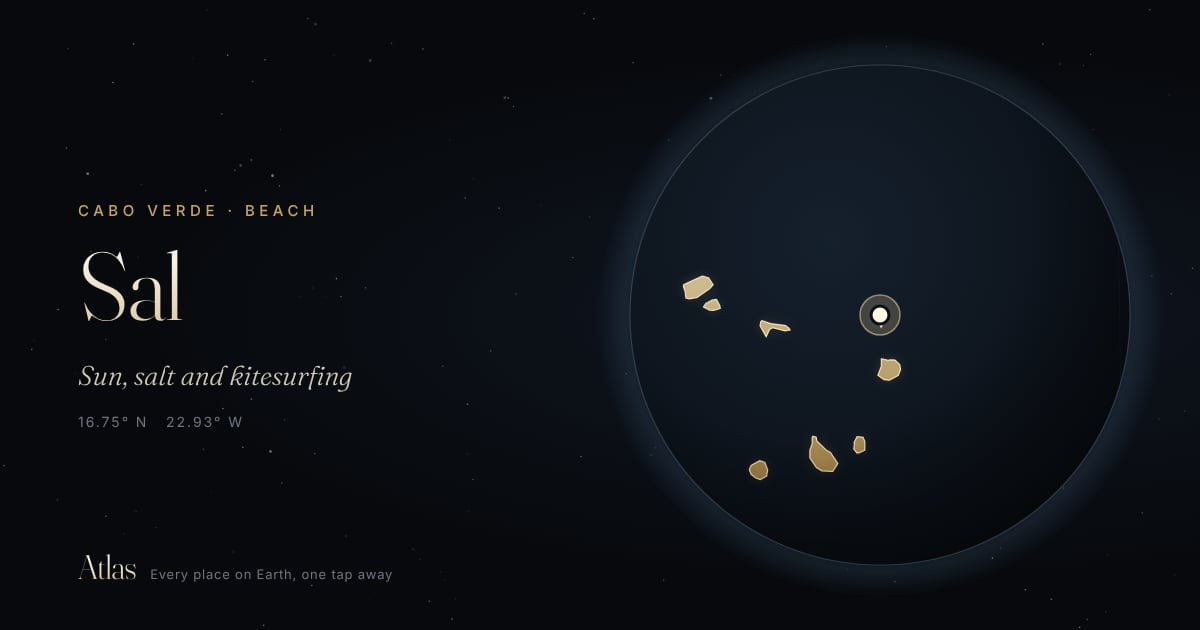 CABO VERDE · BEACH
Sal
Sun, salt and kitesurfing
16.75° N 22.93° W
Atlas Every place on Earth, one tap away